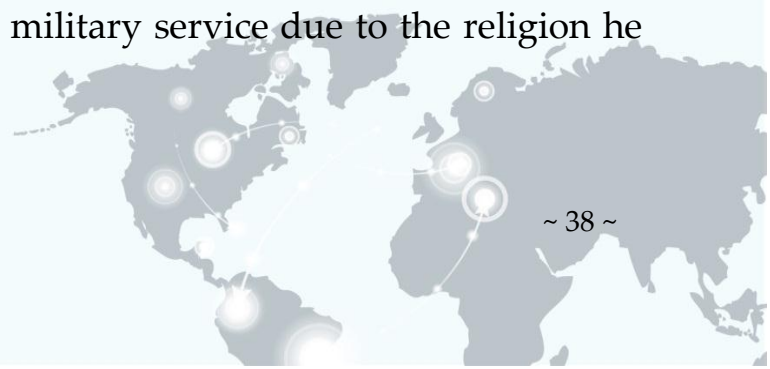 military service due to the religion he
~ 38 ~